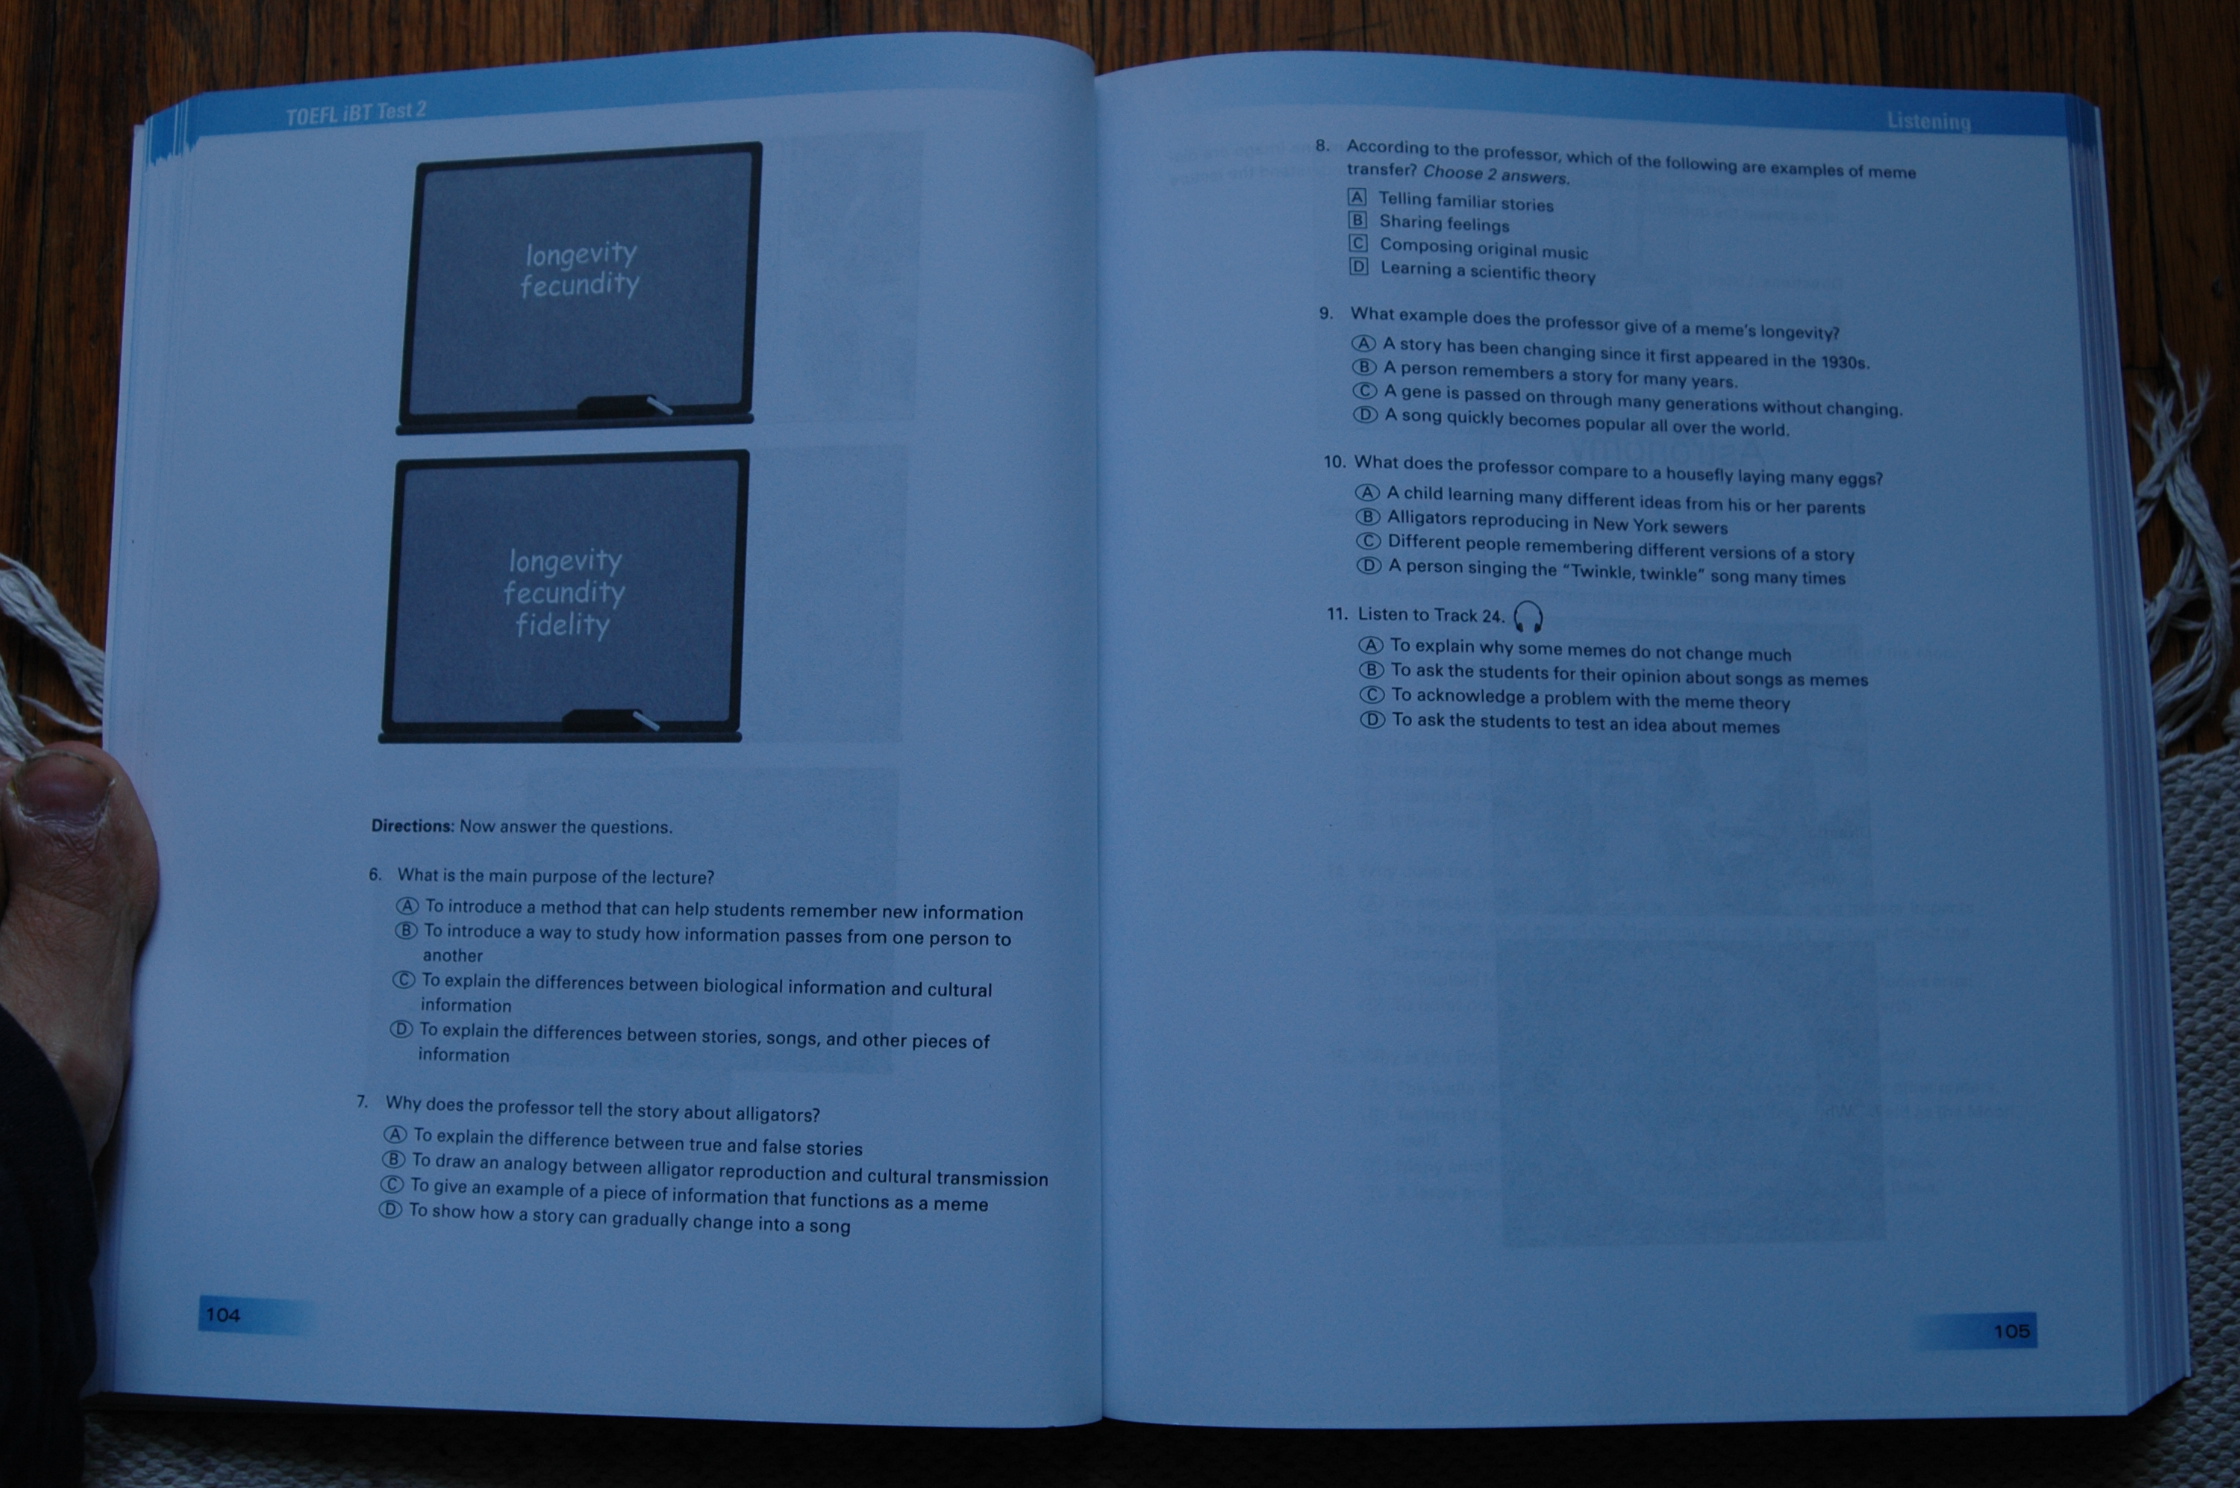 TOEFL iBT Test 2
longevity
fecundity
longevity
fecundity
fidelity
Directions: Now answer the questions.
6. What is the main purpose of the lecture?
A To introduce a method that can help students remember new information
B To introduce a way to study how information passes from one person to
another
C To explain the differences between biological information and cultural
information
D To explain the differences between stories, songs, and other pieces of
information
7. Why does the professor tell the story about alligators?
A To explain the difference between true and false stories
B To draw an analogy between alligator reproduction and cultural transmission
C To give an example of a piece of information that functions as a meme
D To show how a story can gradually change into a song
104
Listening
8. According to the professor, which of the following are examples of meme
transfer? Choose 2 answers.
A Telling familiar stories
B Sharing feelings
C Composing original music
D Learning a scientific theory
9. What example does the professor give of a meme's longevity?
A A story has been changing since it first appeared in the 1930s.
B A person remembers a story for many years.
C A gene is passed on through many generations without changing.
D A song quickly becomes popular all over the world.
10. What does the professor compare to a housefly laying many eggs?
A A child learning many different ideas from his or her parents
B Alligators reproducing in New York sewers
C Different people remembering different versions of a story
D A person singing the "Twinkle, twinkle" song many times
11. Listen to Track 24.
A To explain why some memes do not change much
B To ask the students for their opinion about songs as memes
C To acknowledge a problem with the meme theory
D To ask the students to test an idea about memes
105